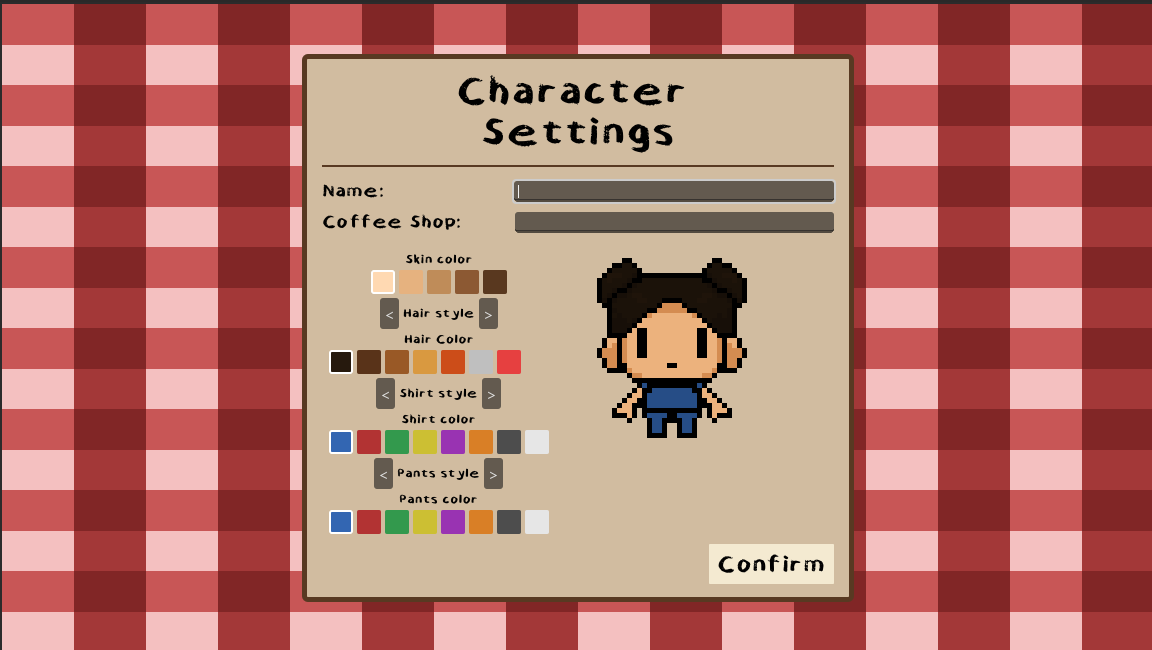 Character
Settings
Name:
Coffee Shop:
Skin color
< Hair style >
Hair Color
< Shirt style >
Shirt color
< Pants style >
Pants color
Confirm